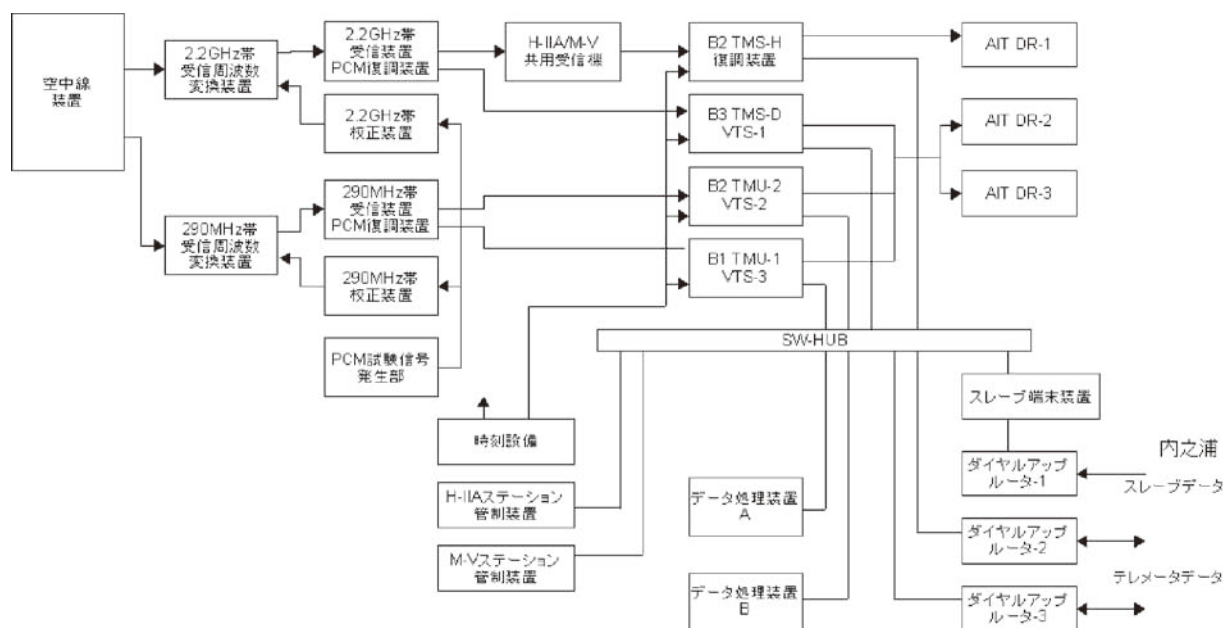 空中線
装置
2.2GHz帯
受信周波数
変換装置
2.2GHz帯
受信装置
PCM復調装置
H-IIA/M-V
共用受信機
B2 TMS-H
復調装置
AIT DR-1
2.2GHz帯
校正装置
B3 TMS-D
VTS-1
AIT DR-2
290MHz帯
受信周波数
変換装置
290MHz帯
受信装置
PCM復調装置
B2 TMU-2
VTS-2
AIT DR-3
290MHz帯
校正装置
B1 TMU-1
VTS-3
PCM試験信号
発生部
SW-HUB
時刻設備
スレーブ端末装置
H-IIAステーション
管制装置
データ処理装置
A
ダイヤルアップ
ルータ-1
内之浦
スレーブデータ
M-Vステーション
管制装置
ダイヤルアップ
ルータ-2
データ処理装置
B
テレメータデータ
ダイヤルアップ
ルータ-3